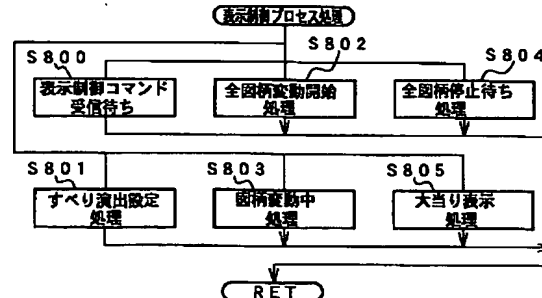 表示制御プロセス処理
S800
S802
S804
表示制御コマンド
受信待ち
全図柄変動開始
処理
全図柄停止待ち
処理
S801
S803
S805
すべり演出設定
処理
図柄変動中
処理
大当り表示
処理
RET